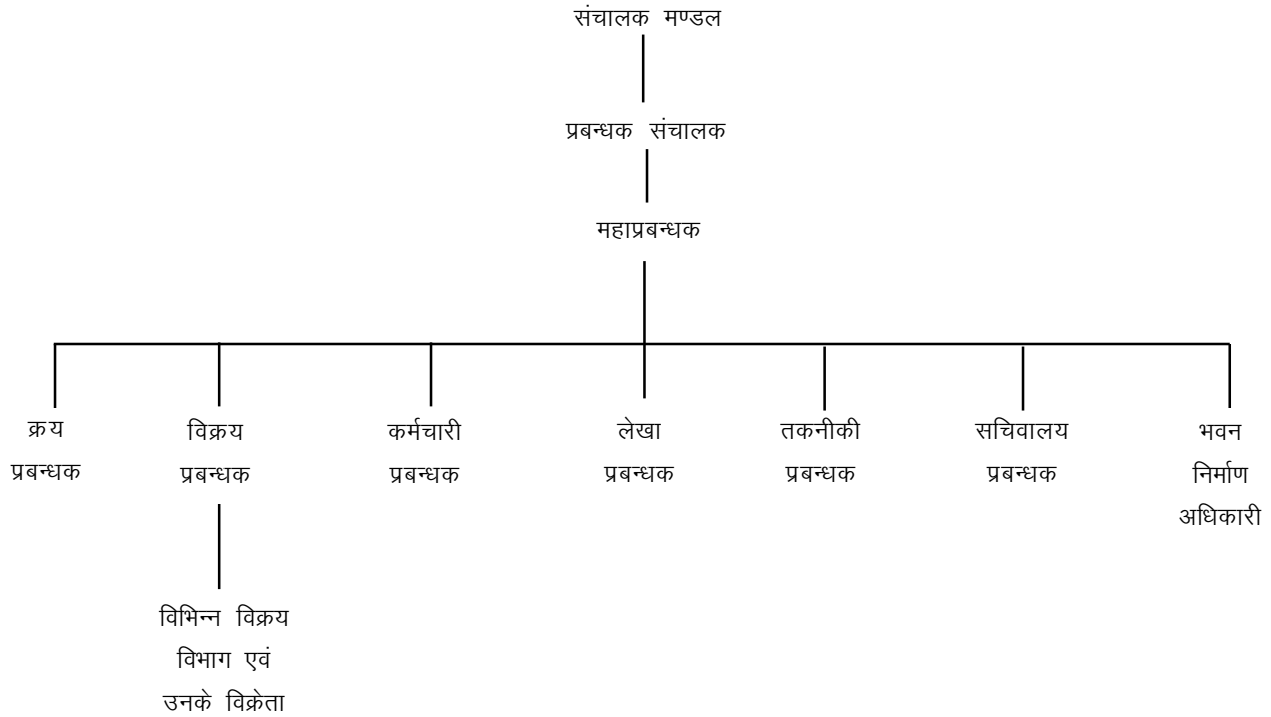 संचालक मण्डल
प्रबन्धक संचालक
महाप्रबन्धक
क्रय
प्रबन्धक
विक्रय
प्रबन्धक
कर्मचारी
प्रबन्धक
लेखा
प्रबन्धक
तकनीकी
प्रबन्धक
सचिवालय
प्रबन्धक
भवन
निर्माण
अधिकारी
विभिन्न विक्रय
विभाग एवं
उनके विक्रेता